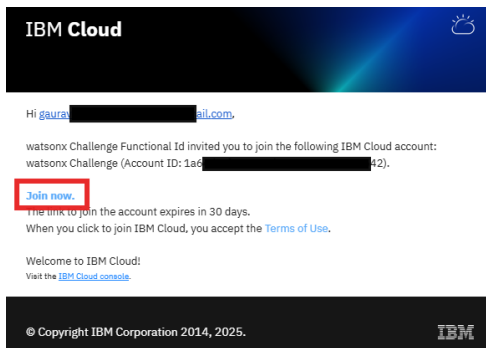 IBM Cloud
Hi gaurav ail.com,
watsonx Challenge Functional Id invited you to join the following IBM Cloud account:
watsonx Challenge (Account ID: 1a6 42).
Join now.
The link to join the account expires in 30 days.
When you click to join IBM Cloud, you accept the Terms of Use.
Welcome to IBM Cloud!
Visit the IBM Cloud console.
© Copyright IBM Corporation 2014, 2025.
IBM